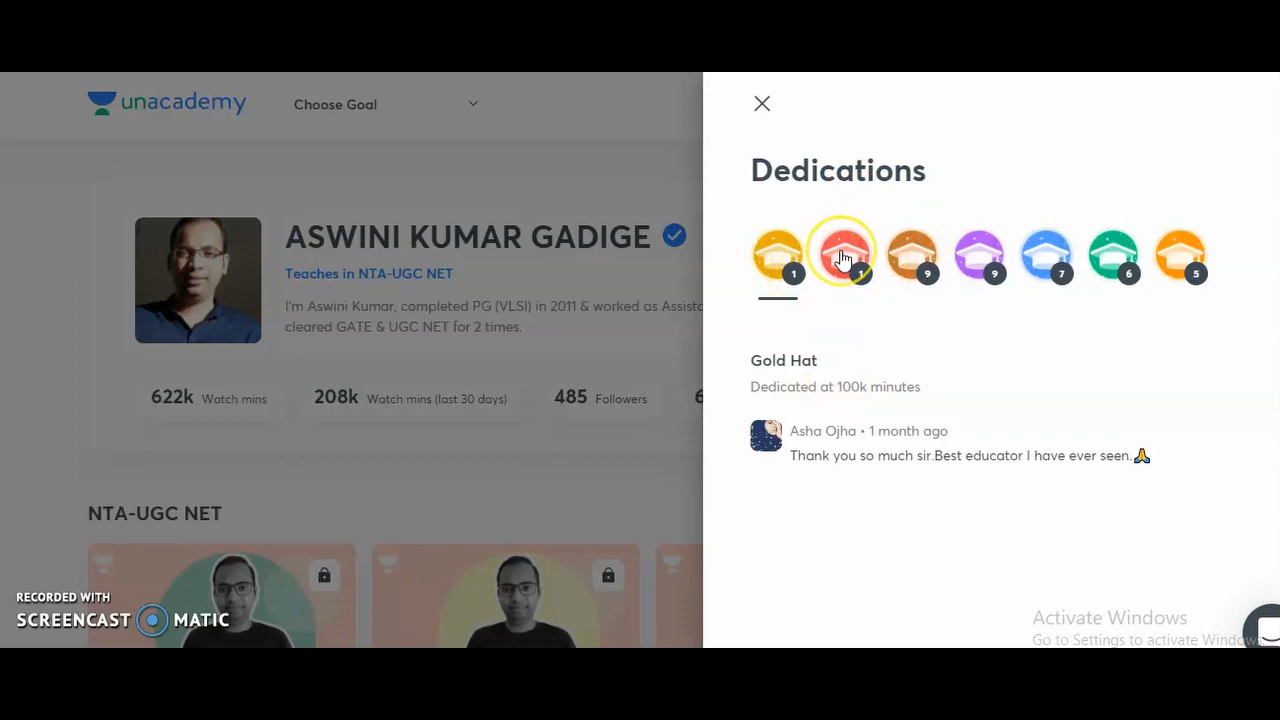 unacademy
Choose Goal
ASWINI KUMAR GADIGE
Teaches in NTA-UGC NET
I'm Aswini Kumar, completed PG (VLSI) in 2011 & worked as
cleared GATE & UGC NET for 2 times.
622k Watch mins
208k Watch mins (last 30 days)
485 Followers
NTA-UGC NET
Dedications
1
1
9
9
7
6
5
Gold Hat
Dedicated at 100k minutes
Asha Ojha • 1 month ago
Thank you so much sir.Best educator I have ever seen.🙏
RECORDED WITH
SCREENCAST MATIC
Activate Windows
Go to Settings to activate Windows.